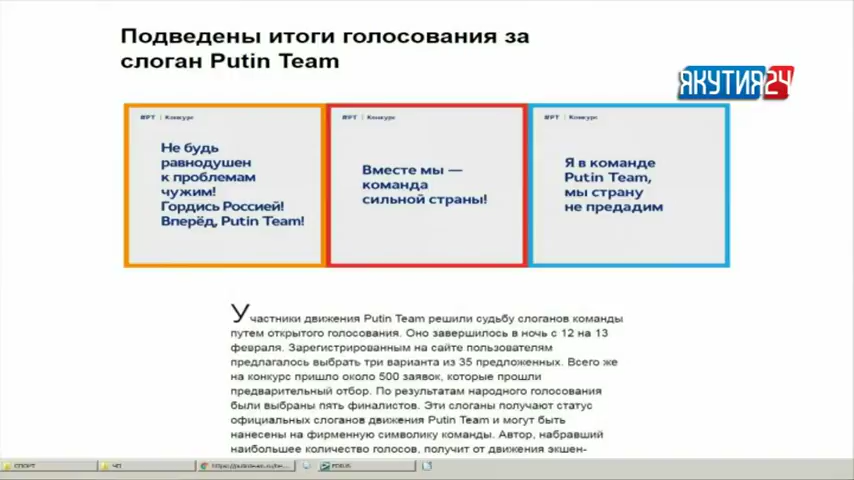 Подведены итоги голосования за
слоган Putin Team
ЯКУТИЯ24
#PT | Конкурс
Не будь
равнодушен
к проблемам
чужим!
Гордись Россией!
Вперёд, Putin Team!
#PT | Конкурс
Вместе мы —
команда
сильной страны!
#PT | Конкурс
Я в команде
Putin Team,
мы страну
не предадим
Участники движения Putin Team решили судьбу слоганов команды
путем открытого голосования. Оно завершилось в ночь с 12 на 13
февраля. Зарегистрированным на сайте пользователям
предлагалось выбрать три варианта из 35 предложенных. Всего же
на конкурс пришло около 500 заявок, которые прошли
предварительный отбор. По результатам народного голосования
были выбраны пять финалистов. Эти слоганы получают статус
официальных слоганов движения Putin Team и могут быть
нанесены на фирменную символику команды. Автор, набравший
наибольшее количество голосов, получит от движения экшен-
СПОРТ
ЧП